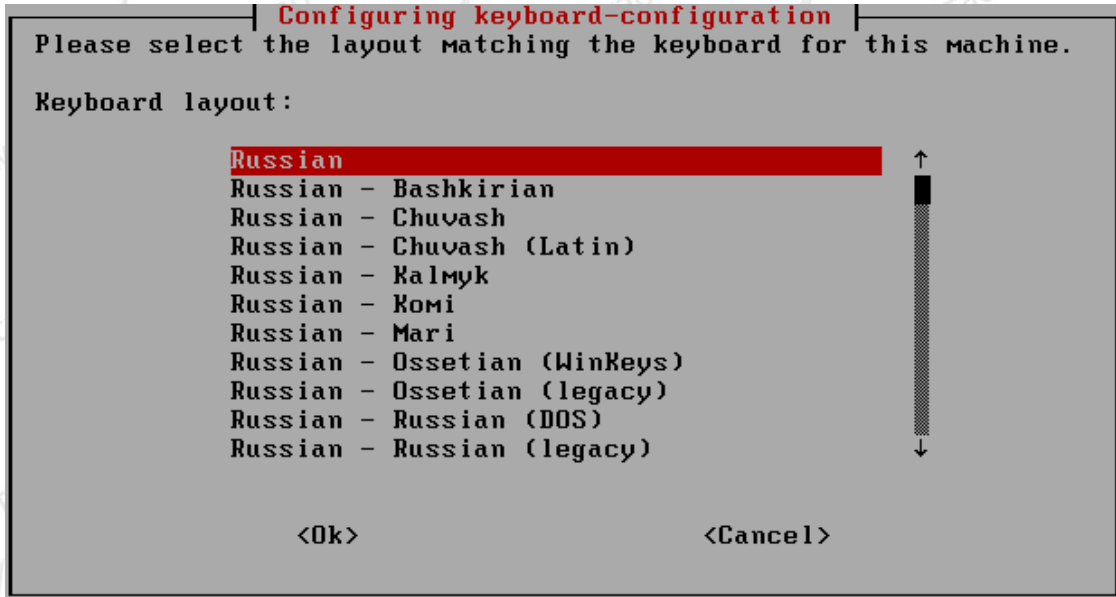 Configuring keyboard-configuration
Please select the layout matching the keyboard for this machine.
Keyboard layout:
Russian
Russian - Bashkirian
Russian - Chuvash
Russian - Chuvash (Latin)
Russian - Kalmyk
Russian - Komi
Russian - Mari
Russian - Ossetian (WinKeys)
Russian - Ossetian (legacy)
Russian - Russian (DOS)
Russian - Russian (legacy)
<Ok> <Cancel>